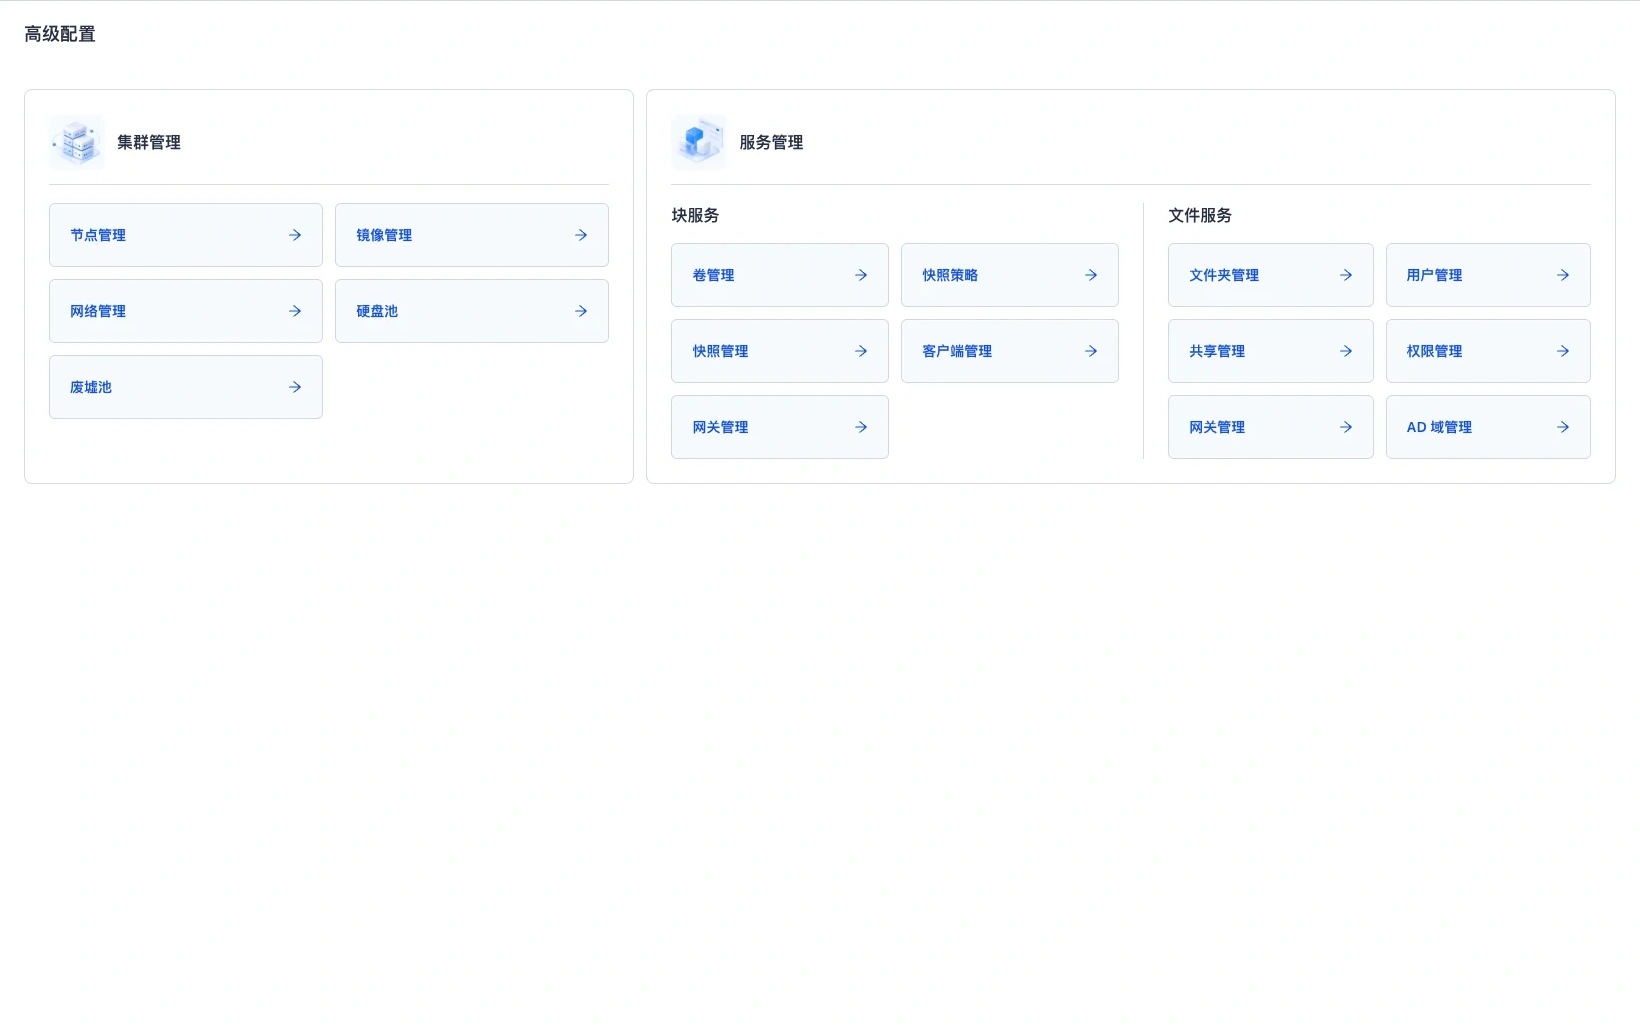 高级配置
集群管理
节点管理
镜像管理
网络管理
硬盘池
废墟池
服务管理
块服务
卷管理
快照策略
快照管理
客户端管理
网关管理
文件服务
文件夹管理
用户管理
共享管理
权限管理
网关管理
AD 域管理